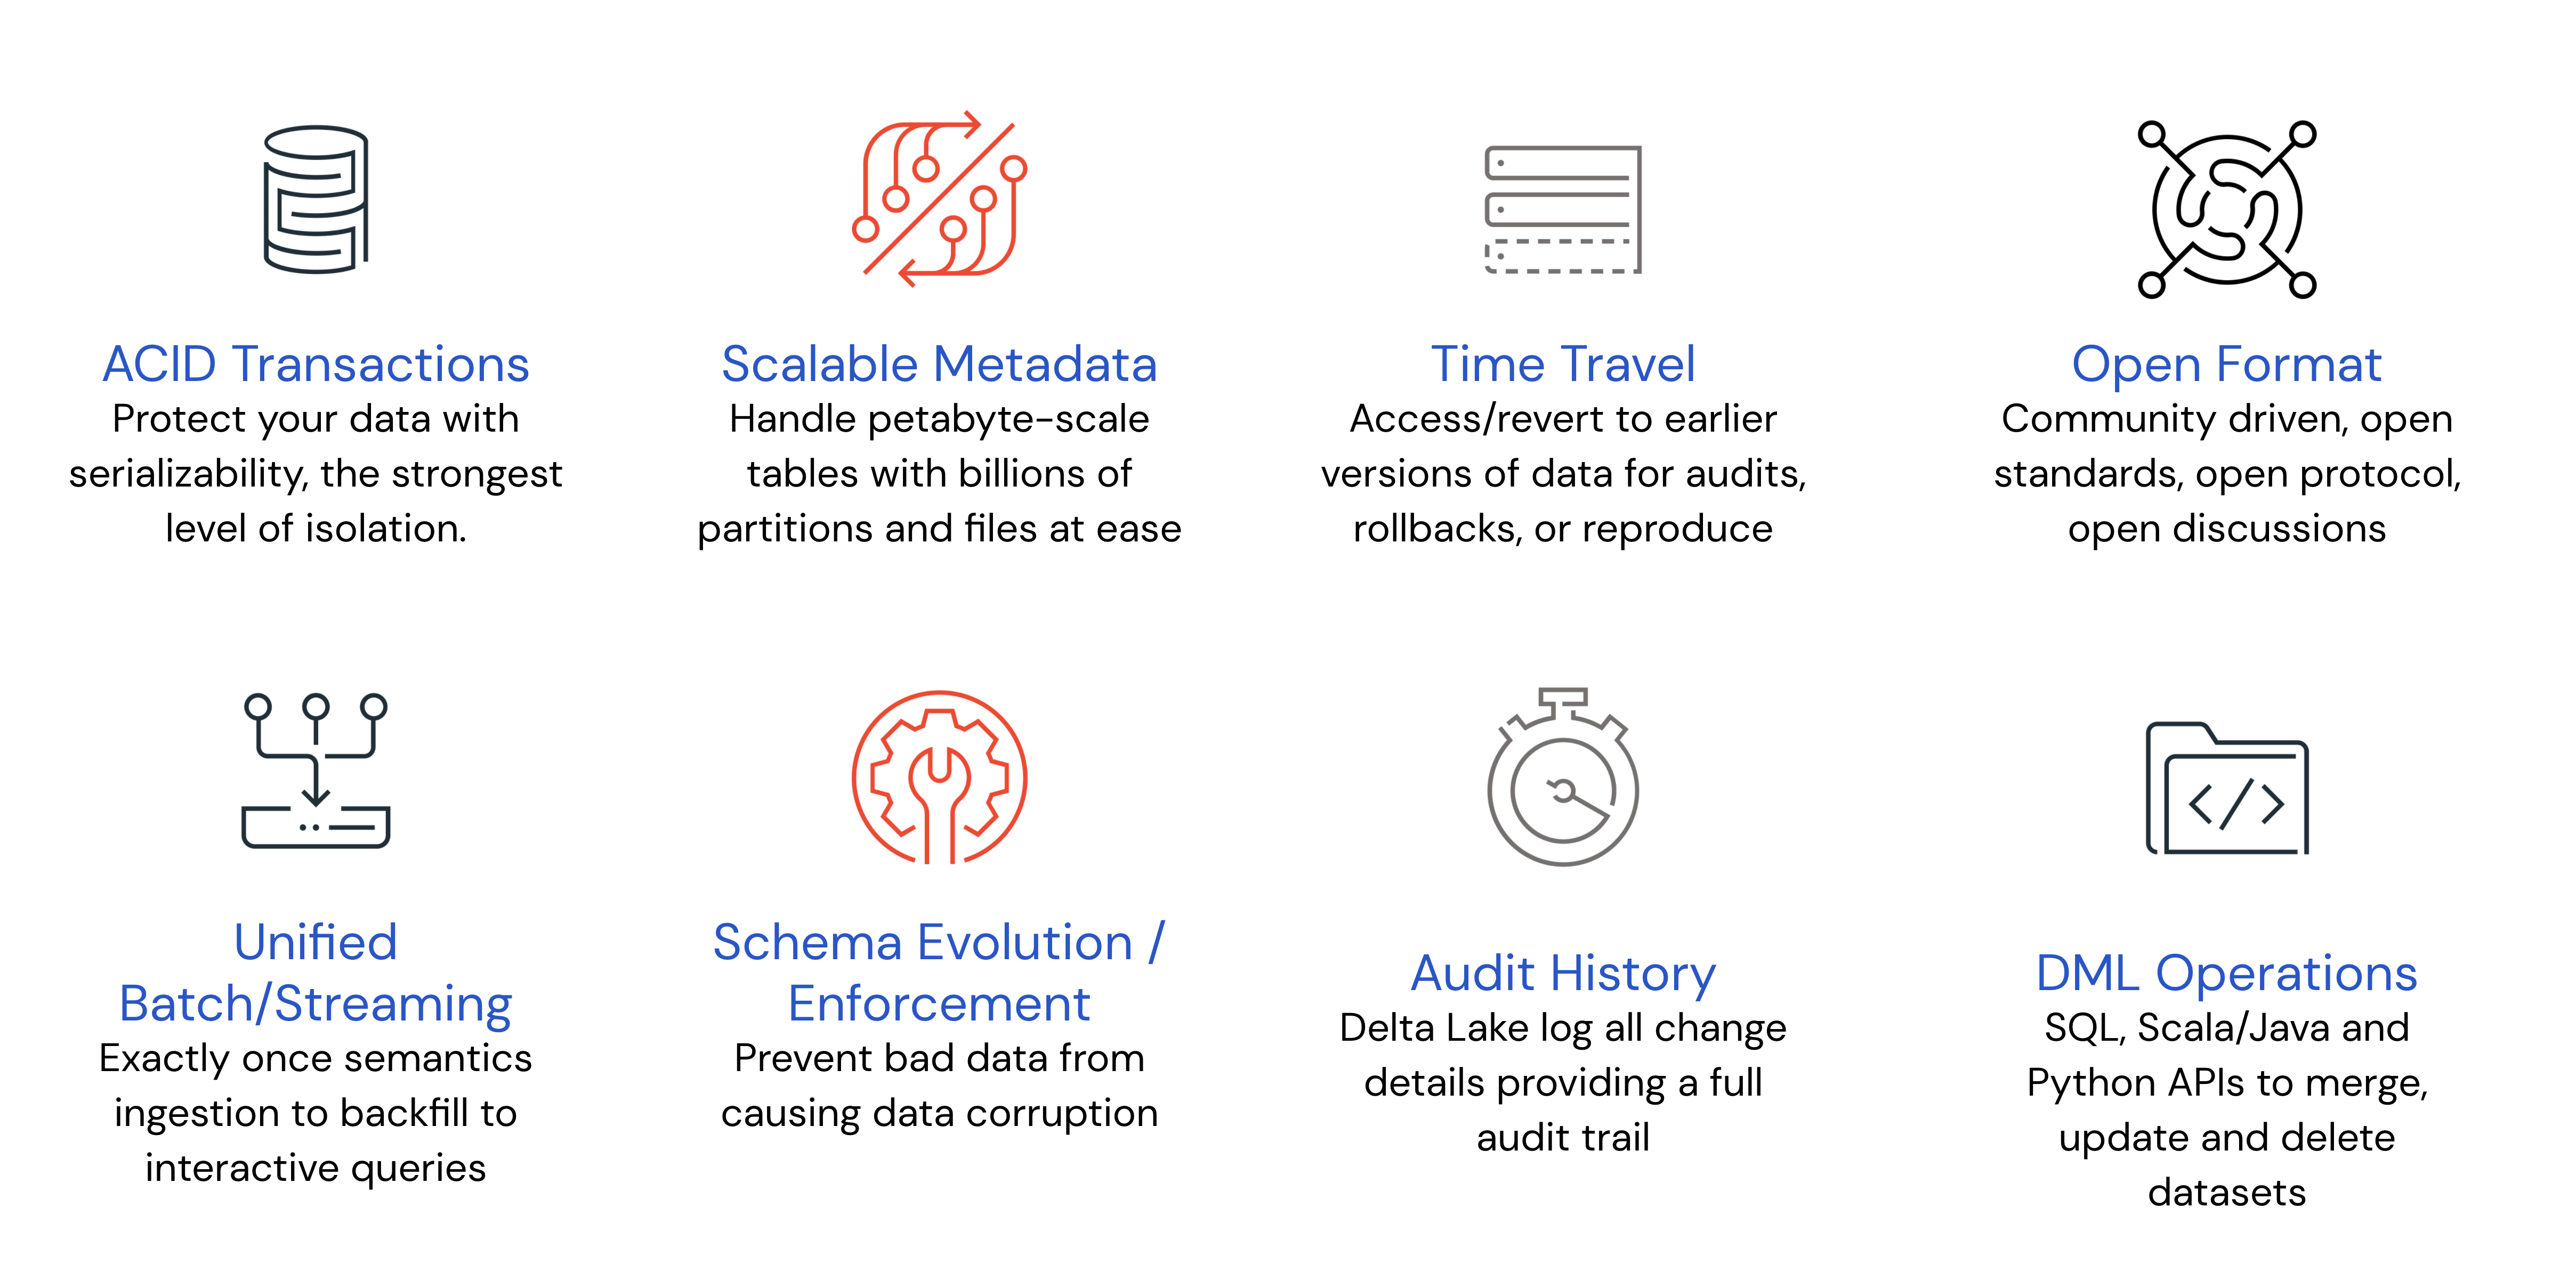 ACID Transactions
Protect your data with
serializability, the strongest
level of isolation.
Scalable Metadata
Handle petabyte-scale
tables with billions of
partitions and files at ease
Time Travel
Access/revert to earlier
versions of data for audits,
rollbacks, or reproduce
Open Format
Community driven, open
standards, open protocol,
open discussions
Unified
Batch/Streaming
Exactly once semantics
ingestion to backfill to
interactive queries
Schema Evolution /
Enforcement
Prevent bad data from
causing data corruption
Audit History
Delta Lake log all change
details providing a full
audit trail
DML Operations
SQL, Scala/Java and
Python APIs to merge,
update and delete
datasets